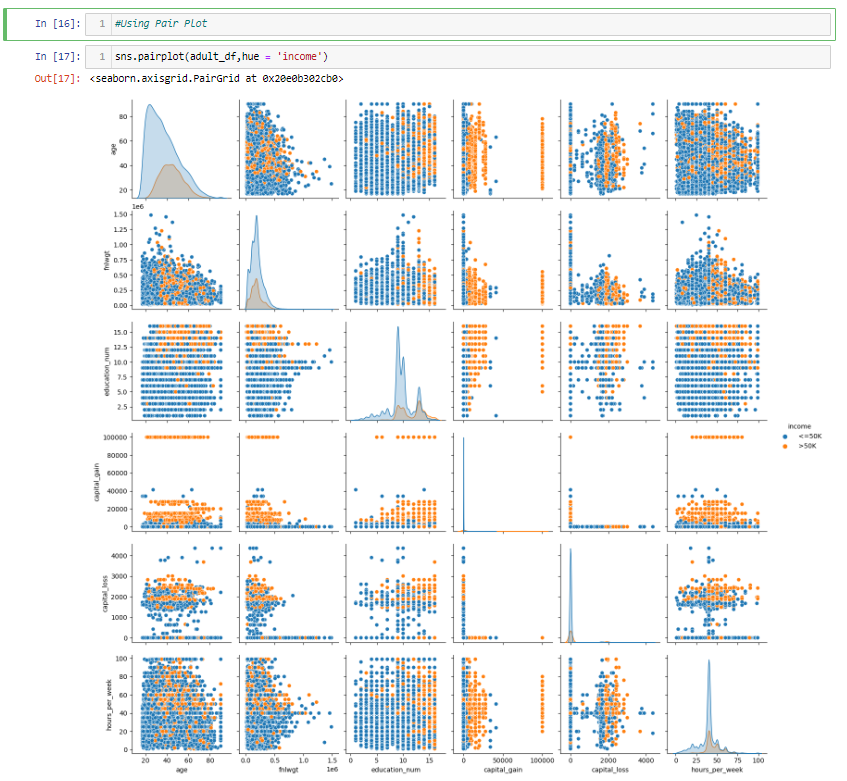 In [16]: 1 #Using Pair Plot
In [17]: 1 sns.pairplot(adult_df,hue = 'income')
Out[17]: <seaborn.axisgrid.PairGrid at 0x20e0b302cb0>
80
60
40
20
age
1e6
1.50
1.25
1.00
0.75
0.50
0.25
0.00
fnlwgt
15.0
12.5
10.0
7.5
5.0
2.5
education_num
income
<=50K
>50K
100000
80000
60000
40000
20000
0
capital_gain
4000
3000
2000
1000
0
capital_loss
100
80
60
40
20
0
hours_per_week
20 40 60 80 0.0 0.5 1.0 1.5 0 5 10 15 0 50000 100000 0 2000 4000 0 25 50 75 100
age fnlwgt 1e6 education_num capital_gain capital_loss hours_per_week